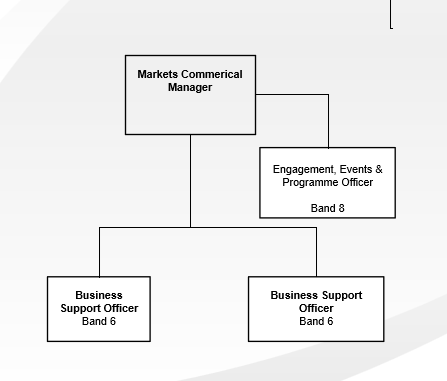 Markets Commerical
Manager
Engagement, Events &
Programme Officer
Band 8
Business
Support Officer
Band 6
Business Support
Officer
Band 6